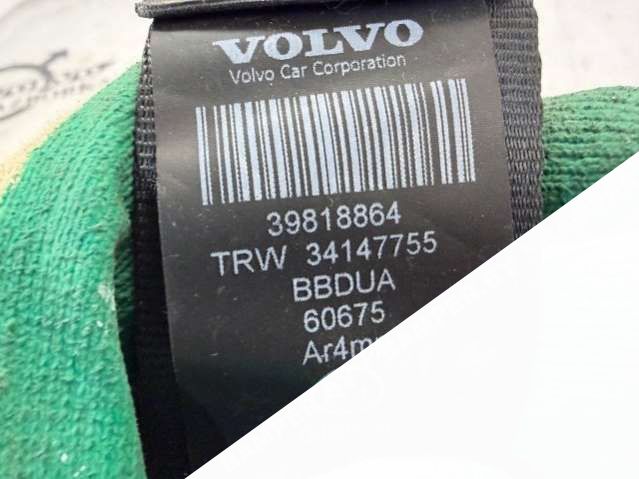 VOLVO
Volvo Car Corporation
39818864
TRW 34147755
BBDUA
60675